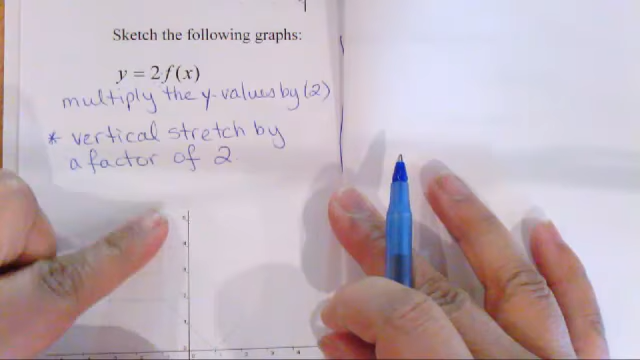 Sketch the following graphs:
y = 2f(x)
multiply the y-values by (2)
* vertical stretch by
a factor of 2.